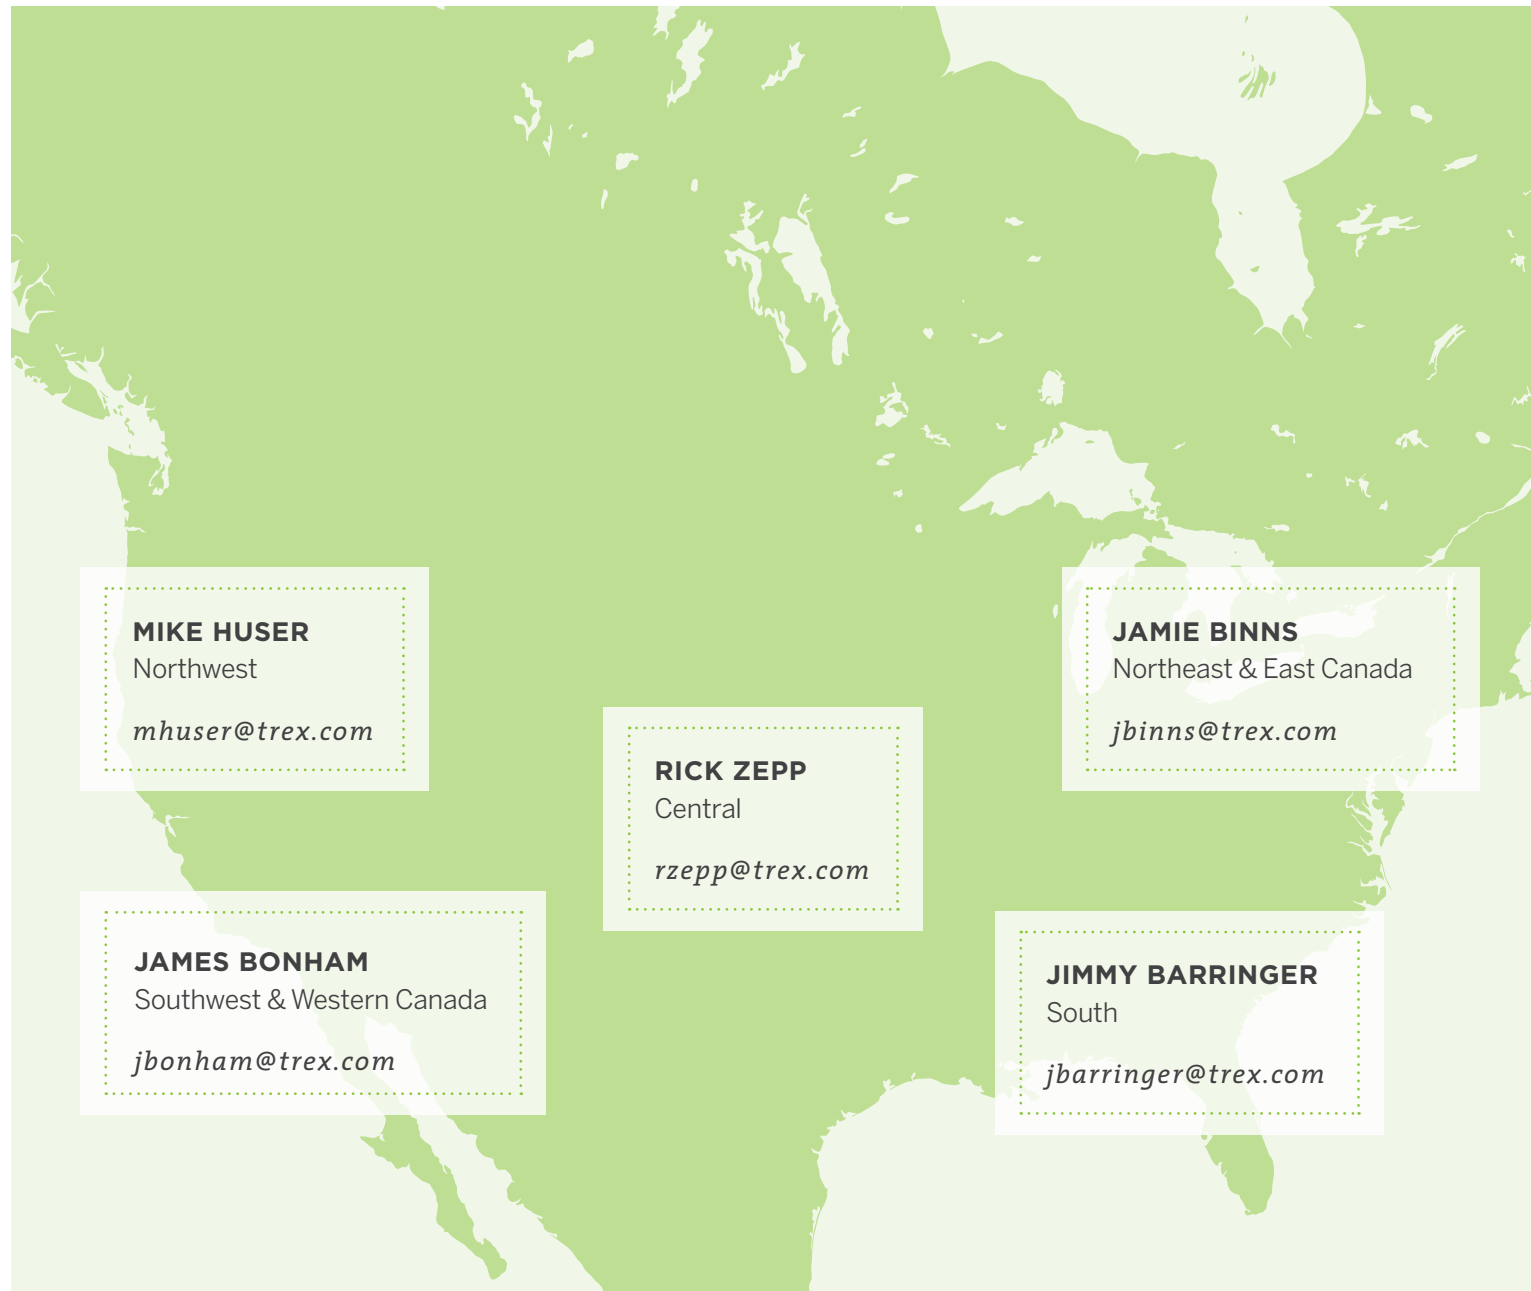 MIKE HUSER
Northwest
mhuser@trex.com
JAMIE BINNS
Northeast & East Canada
jbinns@trex.com
RICK ZEPP
Central
rzepp@trex.com
JAMES BONHAM
Southwest & Western Canada
jbonham@trex.com
JIMMY BARRINGER
South
jbarringer@trex.com